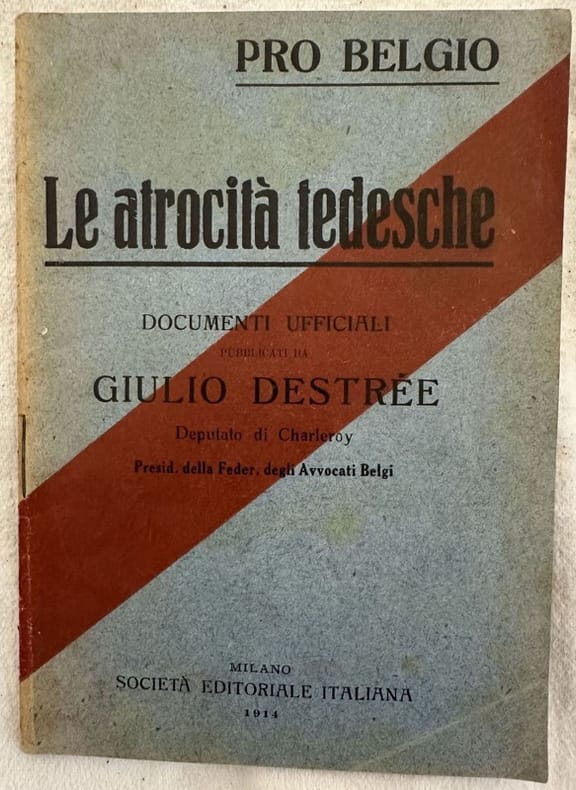 PRO BELGIO
Le atrocità tedesche
DOCUMENTI UFFICIALI
PUBBLICATI DA
GIULIO DESTRÉE
Deputato di Charleroy
Presid. della Feder. degli Avvocati Belgi
MILANO
SOCIETÀ EDITORIALE ITALIANA
1914